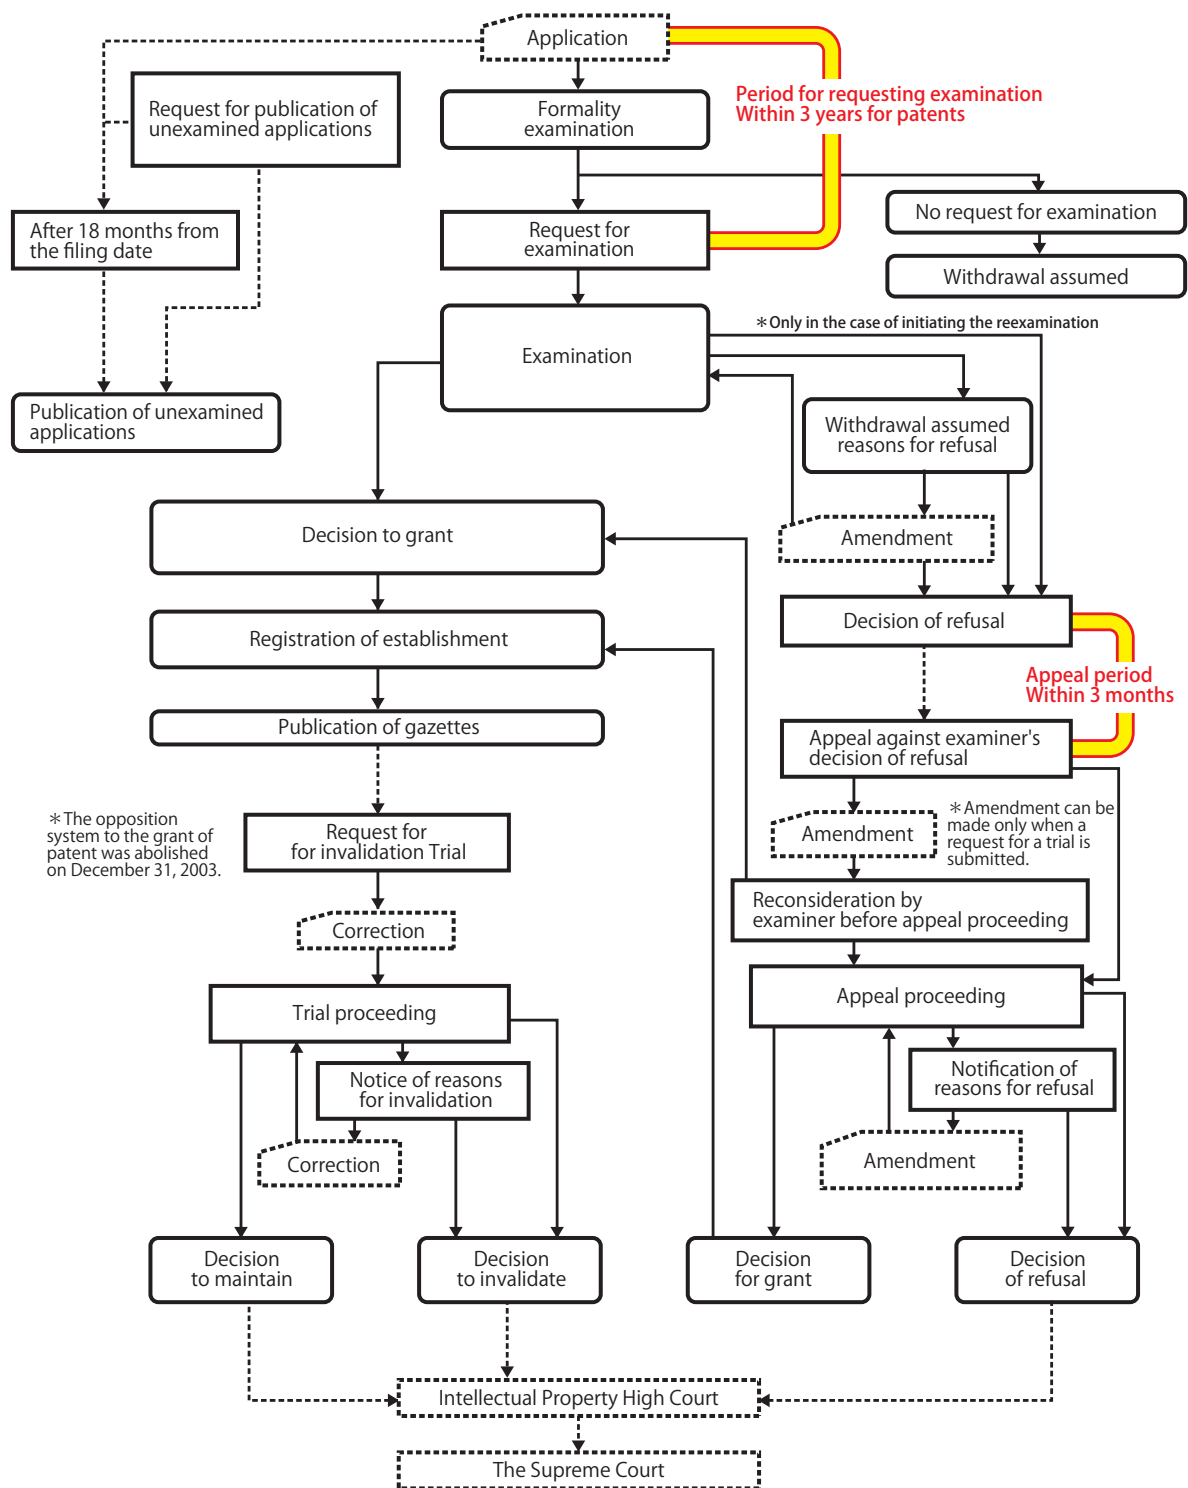 Application
Request for publication of
unexamined applications
Formality
examination
Period for requesting examination
Within 3 years for patents
After 18 months from
the filing date
Request for
examination
No request for examination
Withdrawal assumed
Examination
＊Only in the case of initiating the reexamination
Publication of unexamined
applications
Withdrawal assumed
reasons for refusal
Decision to grant
Amendment
Registration of establishment
Decision of refusal
Appeal period
Within 3 months
Publication of gazettes
Appeal against examiner's
decision of refusal
＊The opposition
system to the grant of
patent was abolished
on December 31, 2003.
Request for
for invalidation Trial
Amendment
＊Amendment can be
made only when a
request for a trial is
submitted.
Reconsideration by
examiner before appeal proceeding
Correction
Trial proceeding
Appeal proceeding
Notice of reasons
for invalidation
Notification of
reasons for refusal
Correction
Amendment
Decision
to maintain
Decision
to invalidate
Decision
for grant
Decision
of refusal
Intellectual Property High Court
The Supreme Court